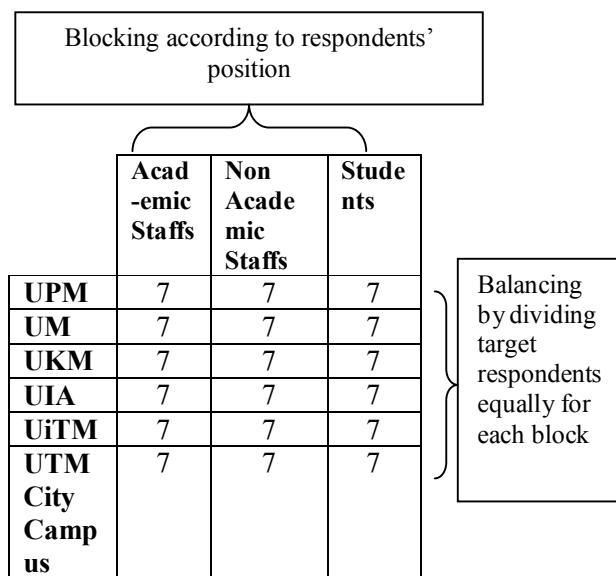 Blocking according to respondents’
position
Acad
-emic
Staffs
Non
Acade
mic
Staffs
Stude
nts
UPM 7 7 7
UM 7 7 7
UKM 7 7 7
UIA 7 7 7
UiTM 7 7 7
UTM 7 7 7
City
Camp
us
Balancing
by dividing
target
respondents
equally for
each block